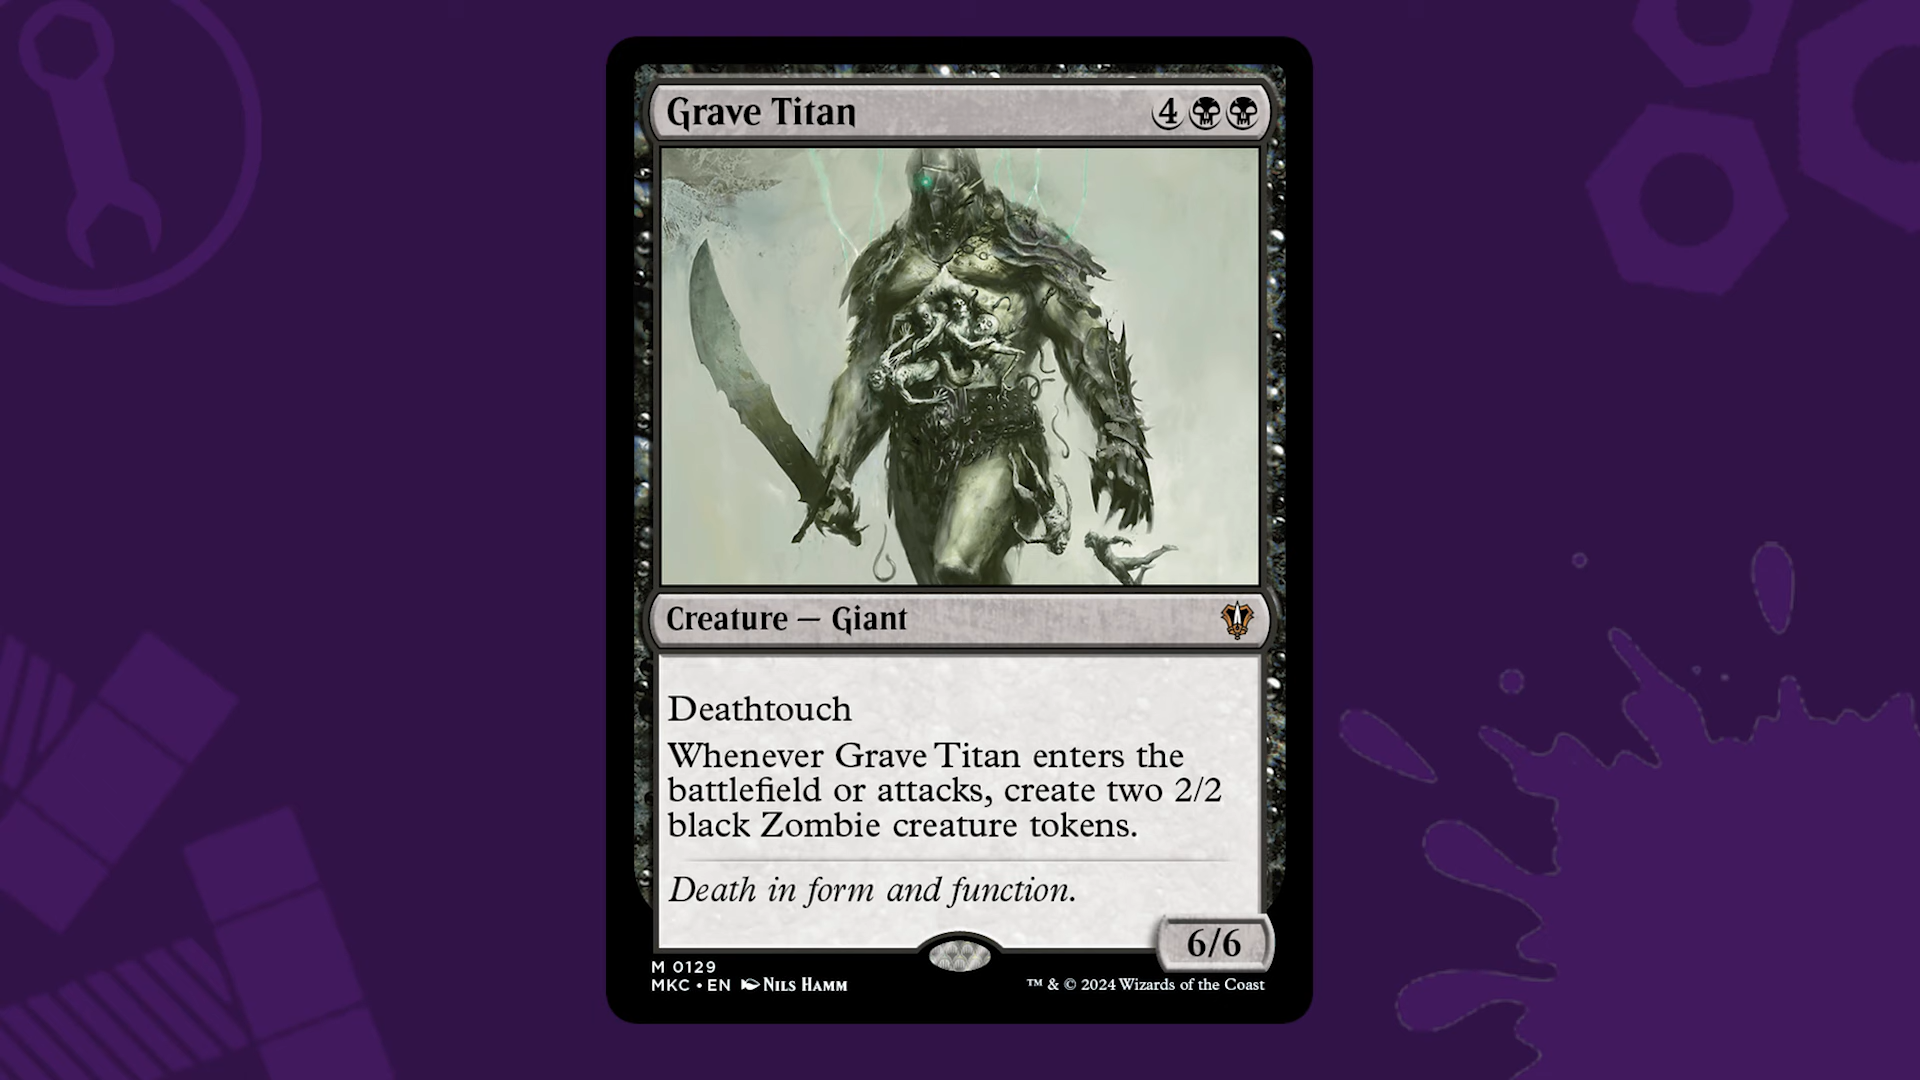 Grave Titan 4
Creature — Giant
Deathtouch
Whenever Grave Titan enters the
battlefield or attacks, create two 2/2
black Zombie creature tokens.
Death in form and function.
6/6
M 0129
MKC • EN Nils Hamm
™ & © 2024 Wizards of the Coast